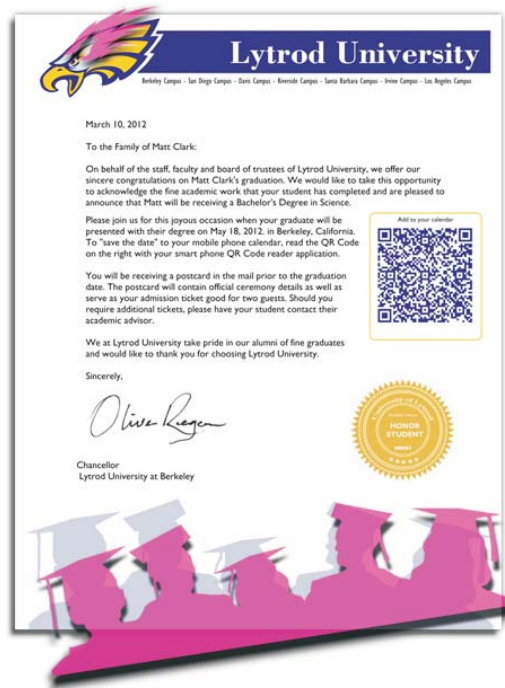 Lytrod University
Berkeley Campus - San Diego Campus - Davis Campus - Riverside Campus - Santa Barbara Campus - Irvine Campus - Los Angeles Campus
March 10, 2012
To the Family of Matt Clark:
On behalf of the staff, faculty and board of trustees of Lytrod University, we offer our
sincere congratulations on Matt Clark's graduation. We would like to take this opportunity
to acknowledge the fine academic work that your student has completed and are pleased to
announce that Matt will be receiving a Bachelor's Degree in Science.
Please join us for this joyous occasion when your graduate will be
presented with their degree on May 18, 2012. in Berkeley, California.
To "save the date" to your mobile phone calendar, read the QR Code
on the right with your smart phone QR Code reader application.
Add to your calendar
You will be receiving a postcard in the mail prior to the graduation
date. The postcard will contain official ceremony details as well as
serve as your admission ticket good for two guests. Should you
require additional tickets, please have your student contact their
academic advisor.
We at Lytrod University take pride in our alumni of fine graduates
and would like to thank you for choosing Lytrod University.
Sincerely,
University of Lytrod
HONOR
STUDENT
Chancellor
Lytrod University at Berkeley